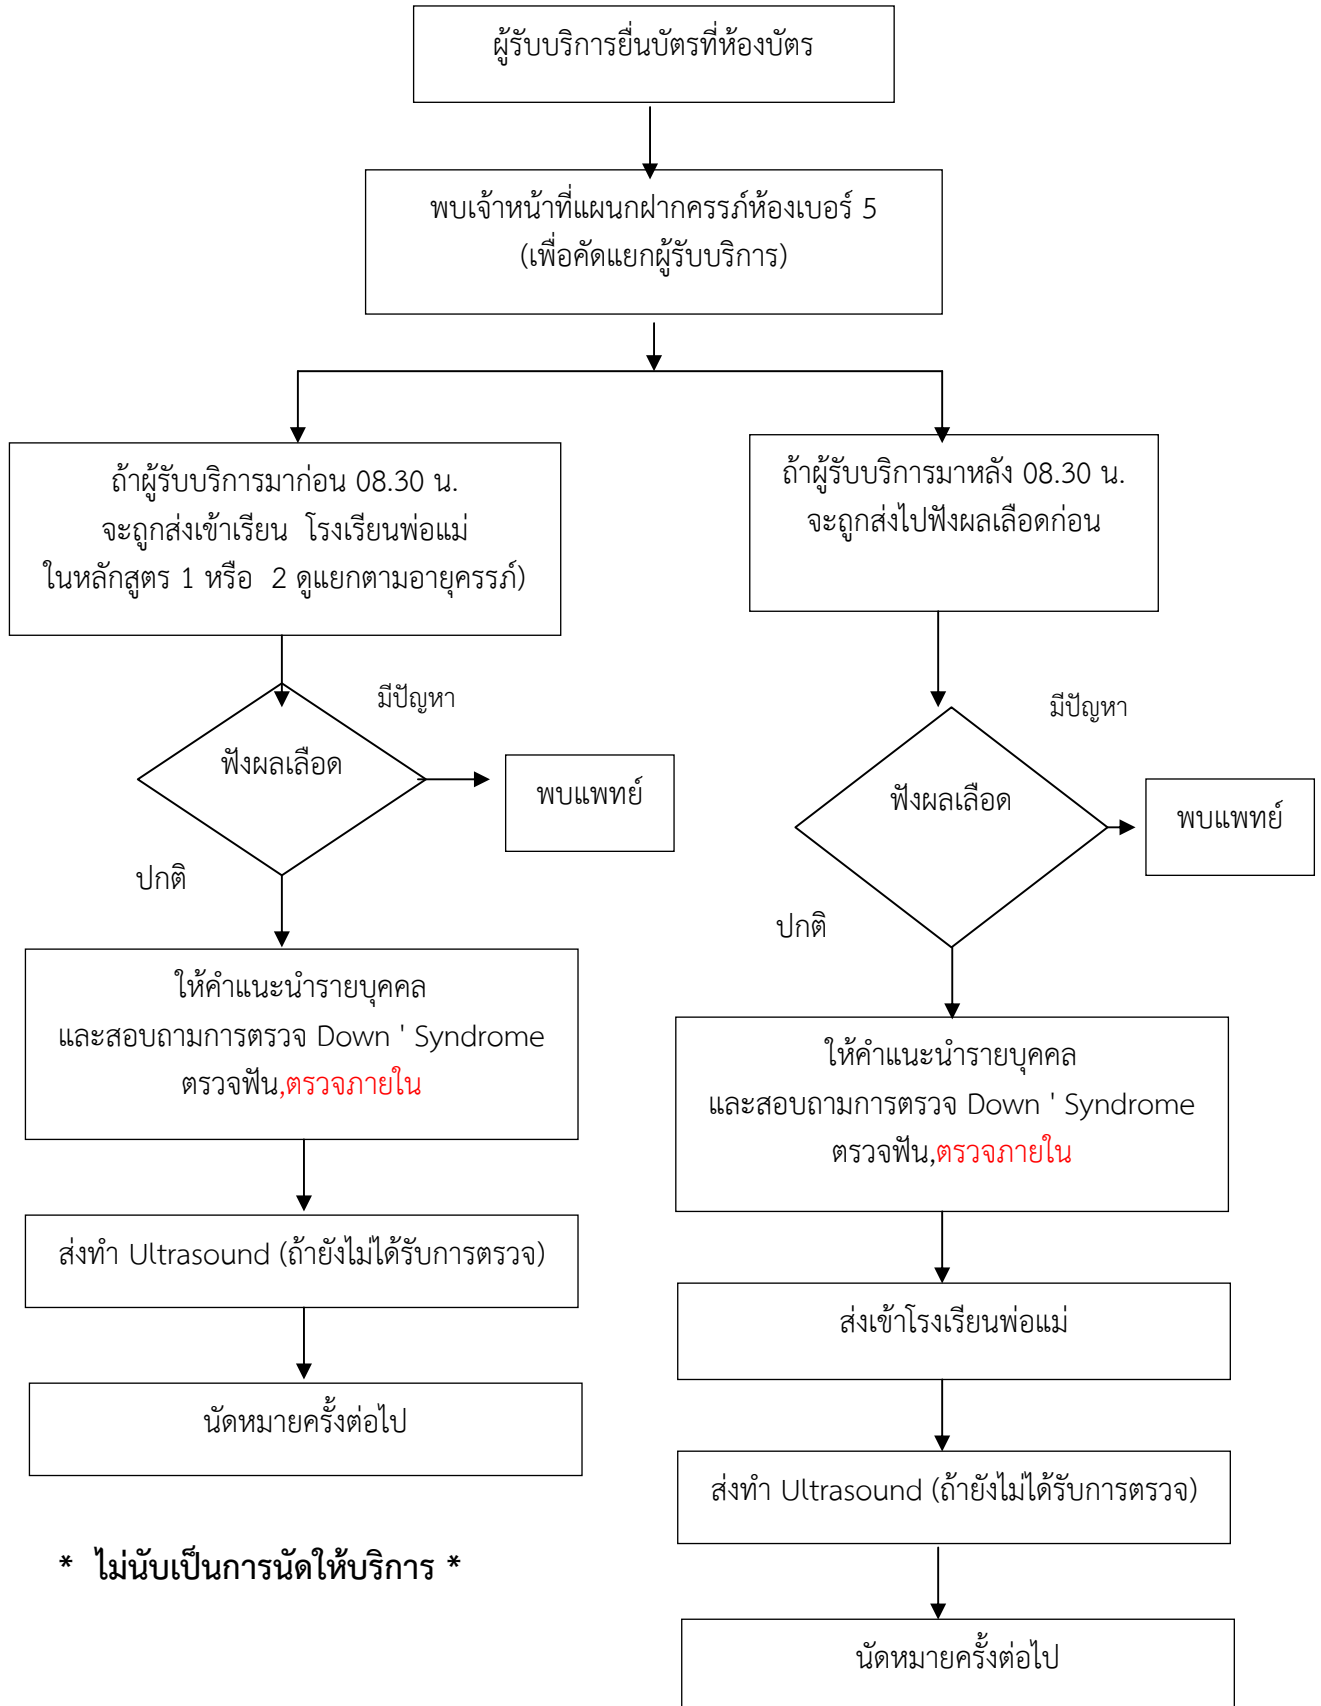 ผู้รับบริการยื่นบัตรที่ห้องบัตร
พบเจ้าหน้าที่แผนกฝากครรภ์ห้องเบอร์ 5
(เพื่อคัดแยกผู้รับบริการ)
ถ้าผู้รับบริการมาก่อน 08.30 น.
จะถูกส่งเข้าเรียน โรงเรียนพ่อแม่
ในหลักสูตร 1 หรือ 2 ดูแยกตามอายุครรภ์)
มีปัญหา
ฟังผลเลือด
พบแพทย์
ปกติ
ให้คำแนะนำรายบุคคล
และสอบถามการตรวจ Down ' Syndrome
ตรวจฟัน,ตรวจภายใน
ส่งทำ Ultrasound (ถ้ายังไม่ได้รับการตรวจ)
นัดหมายครั้งต่อไป
* ไม่นับเป็นการนัดให้บริการ *
ถ้าผู้รับบริการมาหลัง 08.30 น.
จะถูกส่งไปฟังผลเลือดก่อน
มีปัญหา
ฟังผลเลือด
พบแพทย์
ปกติ
ให้คำแนะนำรายบุคคล
และสอบถามการตรวจ Down ' Syndrome
ตรวจฟัน,ตรวจภายใน
ส่งเข้าโรงเรียนพ่อแม่
ส่งทำ Ultrasound (ถ้ายังไม่ได้รับการตรวจ)
นัดหมายครั้งต่อไป